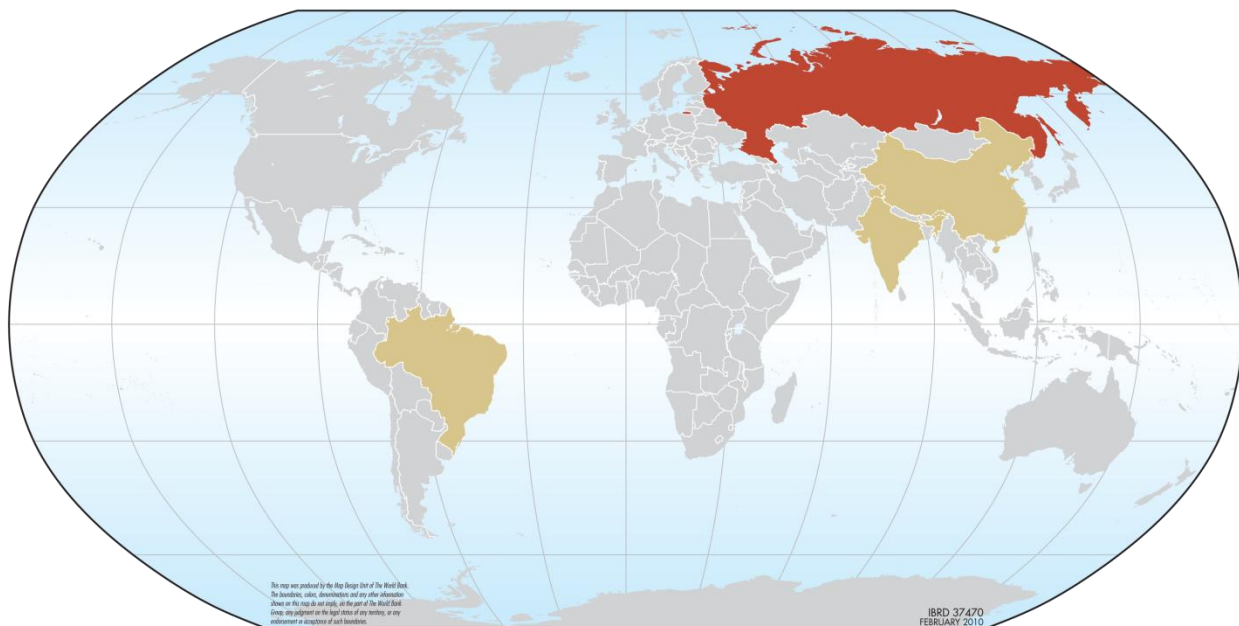 This map was produced by the Map Design Unit of The World Bank.
The boundaries, colors, denominations and any other information
shown on this map do not imply, on the part of The World Bank
Group, any judgment on the legal status of any territory, or any
endorsement or acceptance of such boundaries.
IBRD 37470
FEBRUARY 2010